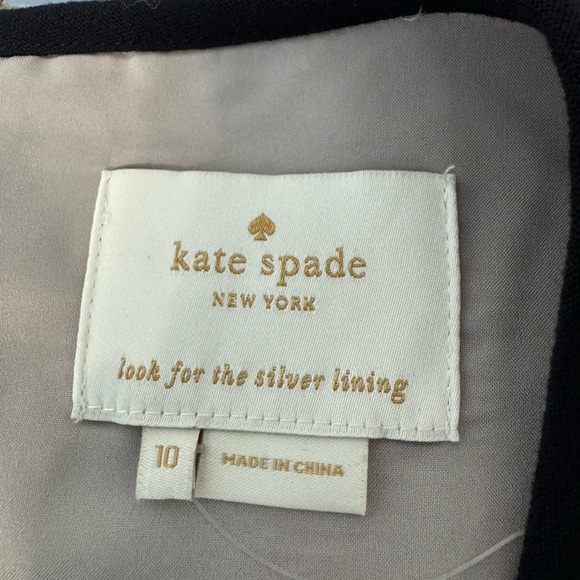 kate spade
NEW YORK
look for the silver lining
10
MADE IN CHINA